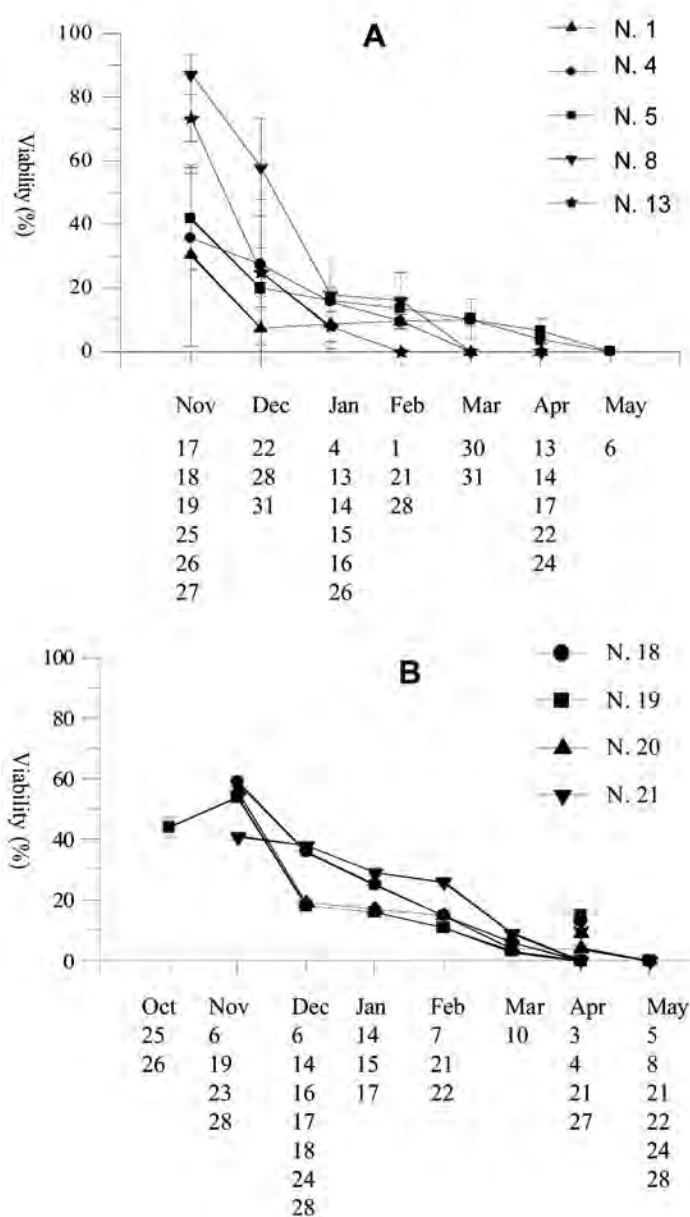 A
N. 1
N. 4
N. 5
N. 8
N. 13
Viability (%)
100
80
60
40
20
0
Nov Dec Jan Feb Mar Apr May
17 22 4 1 30 13 6
18 28 13 21 31 14
19 31 14 28 17
25 15 22
26 16 24
27 26
B
N. 18
N. 19
N. 20
N. 21
Viability (%)
100
80
60
40
20
0
Oct Nov Dec Jan Feb Mar Apr May
25 6 6 14 7 10 3 5
26 19 14 15 21 4 8
23 16 17 22 21 21
28 17 27 22
18 24
24 28
28